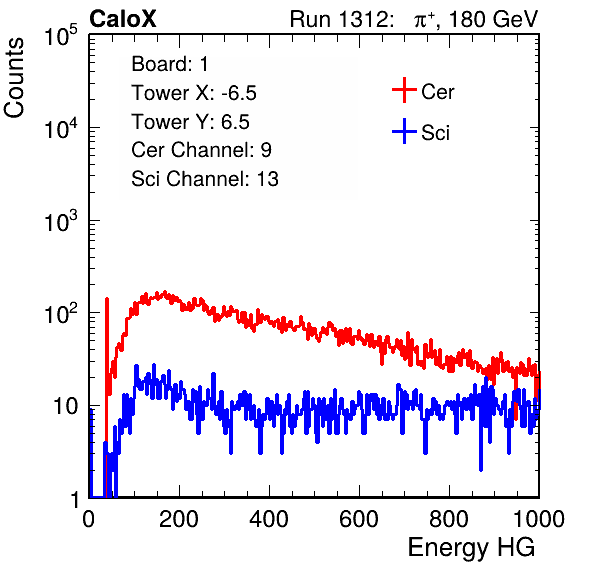 CaloX Run 1312: π⁺, 180 GeV
Board: 1
Tower X: -6.5
Tower Y: 6.5
Cer Channel: 9
Sci Channel: 13
Cer
Sci
Counts
10⁵
10⁴
10³
10²
10
1
0 200 400 600 800 1000
Energy HG